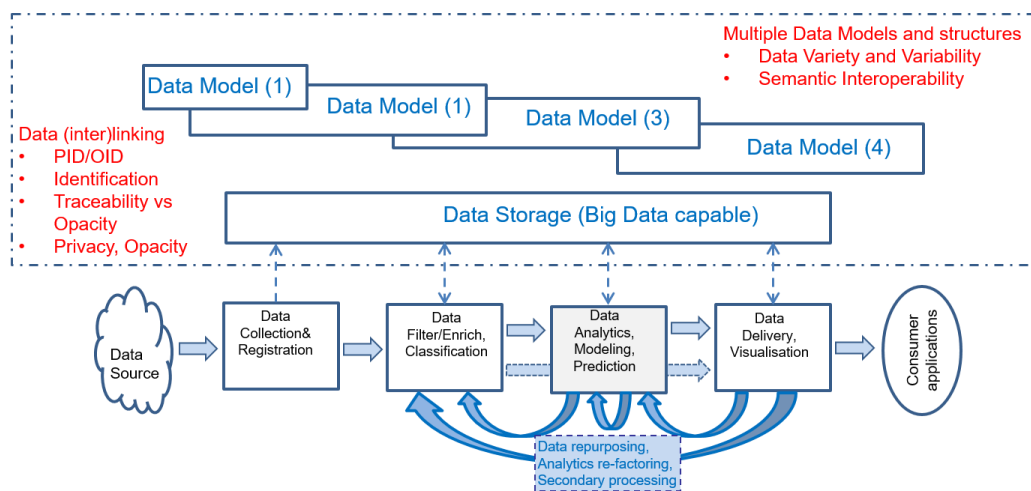 Multiple Data Models and structures
• Data Variety and Variability
• Semantic Interoperability
Data Model (1)
Data Model (1)
Data Model (3)
Data Model (4)
Data (inter)linking
• PID/OID
• Identification
• Traceability vs
Opacity
• Privacy, Opacity
Data Storage (Big Data capable)
Data
Source
Data
Collection&
Registration
Data
Filter/Enrich,
Classification
Data
Analytics,
Modeling,
Prediction
Data
Delivery,
Visualisation
Consumer
applications
Data repurposing,
Analytics re-factoring,
Secondary processing